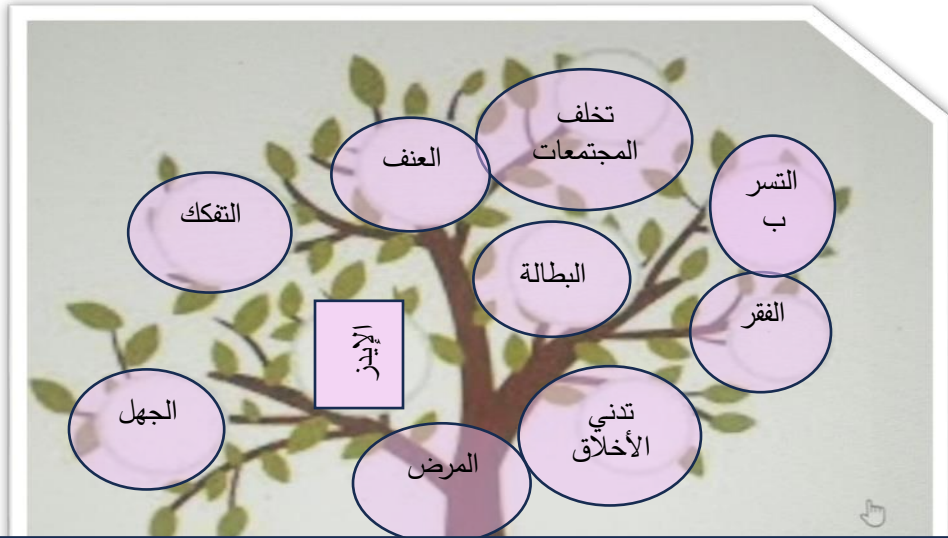 تخلف
المجتمعات
العنف
التسر
ب
التفكك
البطالة
الفقر
الإيدز
الجهل
تدني
الأخلاق
المرض